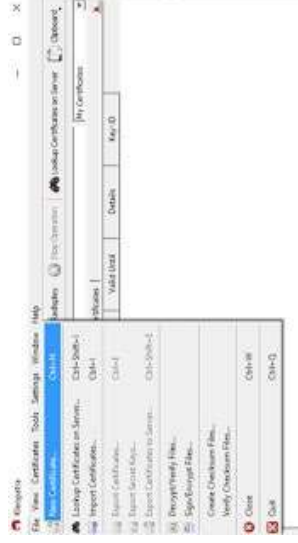 Kleopatra
File View Certificates Tools Settings Window Help
New Certificate... Ctrl+N
Lookup Certificates on Server... Ctrl+Shift+I
Import Certificates... Ctrl+I
Export Certificates... Ctrl+E
Export Secret Keys...
Export Certificates to Server... Ctrl+Shift+E
Decrypt/Verify Files...
Sign/Encrypt Files...
Create Checksum Files...
Verify Checksum Files...
Close Ctrl+W
Quit Ctrl+Q
Stop Operation Lookup Certificates on Server Clipboard
My Certificates
Valid Until Details Key-ID